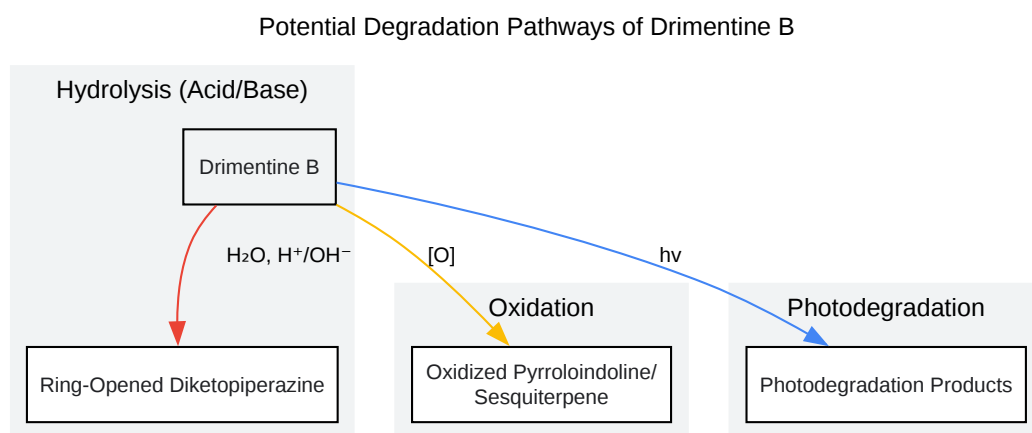 Potential Degradation Pathways of Drimentine B
Hydrolysis (Acid/Base)
Drimentine B
H₂O, H⁺/OH⁻
[O]
hv
Oxidation
Photodegradation
Ring-Opened Diketopiperazine
Oxidized Pyrroloindoline/
Sesquiterpene
Photodegradation Products